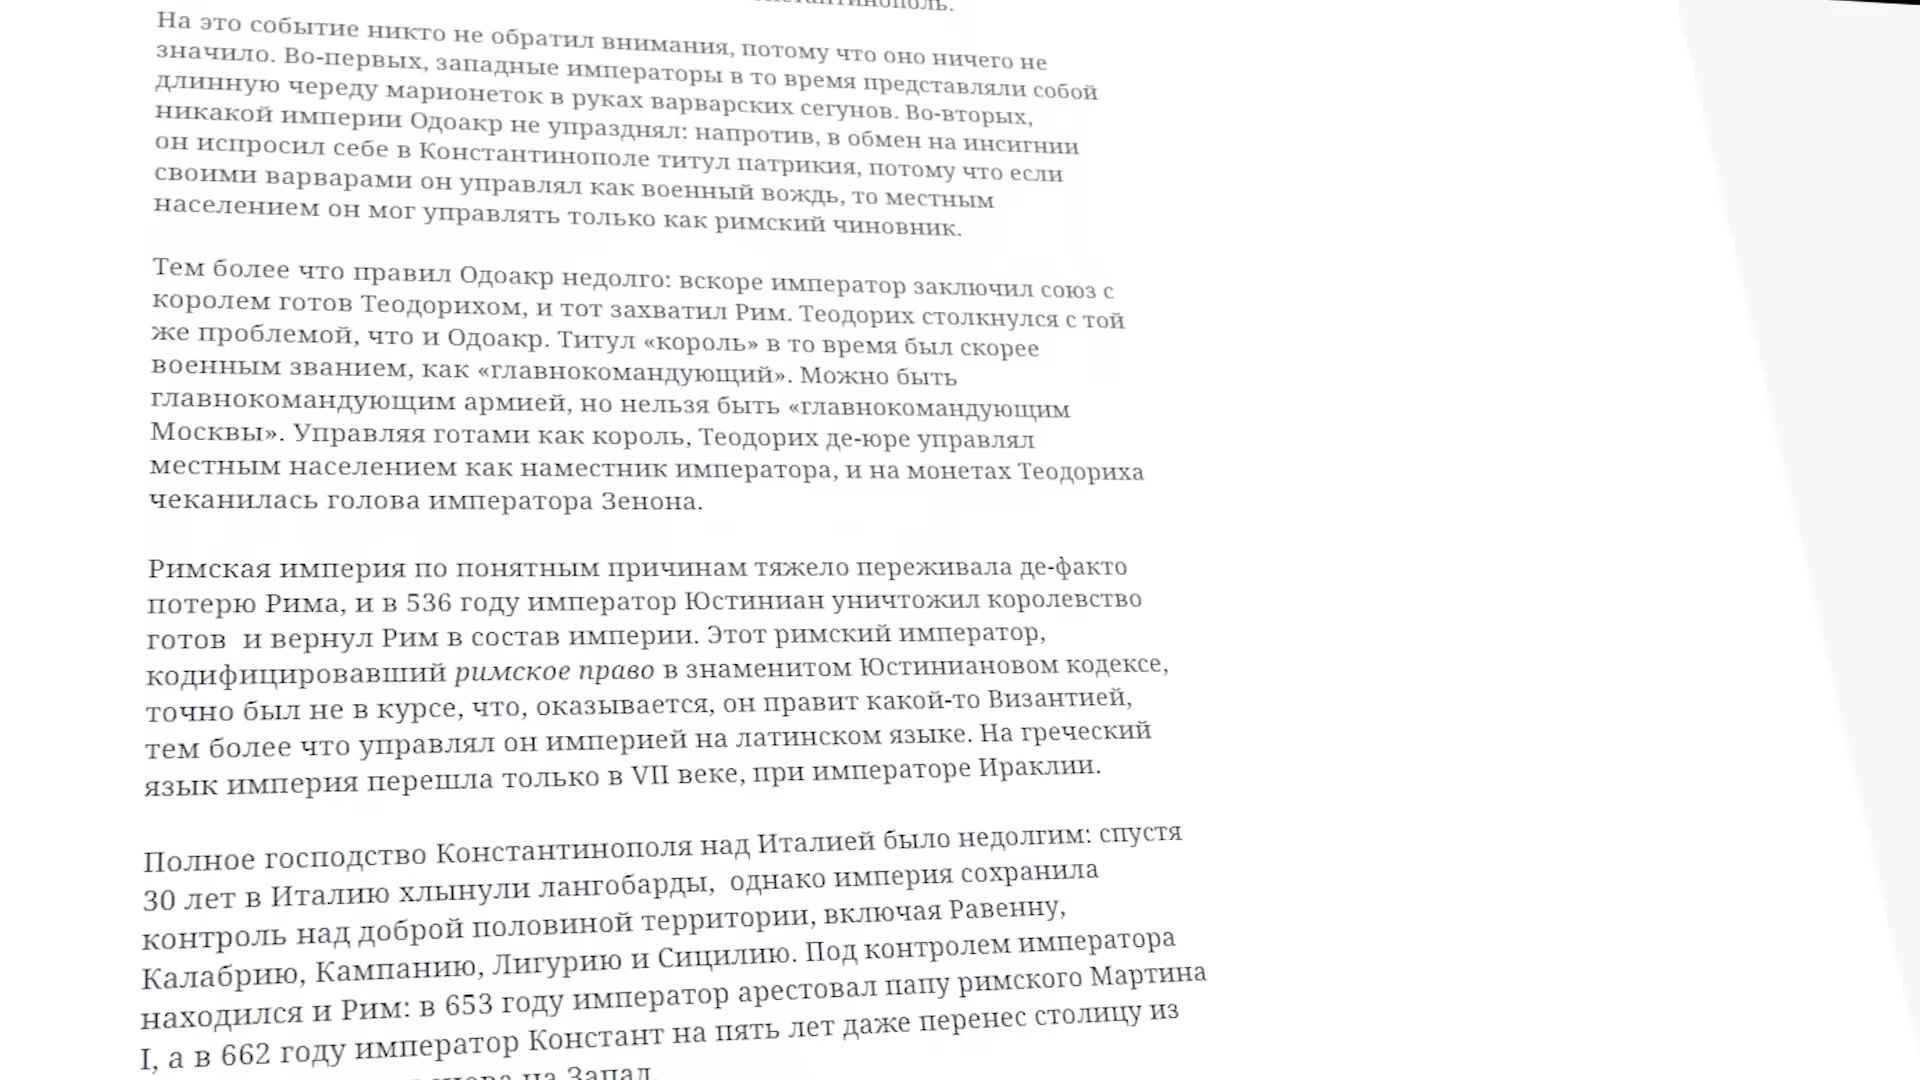 На это событие никто не обратил внимания, потому что оно ничего не
значило. Во-первых, западные императоры в то время представляли собой
длинную череду марионеток в руках варварских сегунов. Во-вторых,
никакой империи Одоакр не упразднял: напротив, в обмен на инсигнии
он испросил себе в Константинополе титул патрикия, потому что если
своими варварами он управлял как военный вождь, то местным
населением он мог управлять только как римский чиновник.
Тем более что правил Одоакр недолго: вскоре император заключил союз с
королем готов Теодорихом, и тот захватил Рим. Теодорих столкнулся с той
же проблемой, что и Одоакр. Титул «король» в то время был скорее
военным званием, как «главнокомандующий». Можно быть
главнокомандующим армией, но нельзя быть «главнокомандующим
Москвы». Управляя готами как король, Теодорих де-юре управлял
местным населением как наместник императора, и на монетах Теодориха
чеканилась голова императора Зенона.
Римская империя по понятным причинам тяжело переживала де-факто
потерю Рима, и в 536 году император Юстиниан уничтожил королевство
готов  и вернул Рим в состав империи. Этот римский император,
кодифицировавший римское право в знаменитом Юстиниановом кодексе,
точно был не в курсе, что, оказывается, он правит какой-то Византией,
тем более что управлял он империей на латинском языке. На греческий
язык империя перешла только в VII веке, при императоре Ираклии.
Полное господство Константинополя над Италией было недолгим: спустя
30 лет в Италию хлынули лангобарды,  однако империя сохранила
контроль над доброй половиной территории, включая Равенну,
Калабрию, Кампанию, Лигурию и Сицилию. Под контролем императора
находился и Рим: в 653 году император арестовал папу римского Мартина
I, а в 662 году император Констант на пять лет даже перенес столицу из
на Запад.